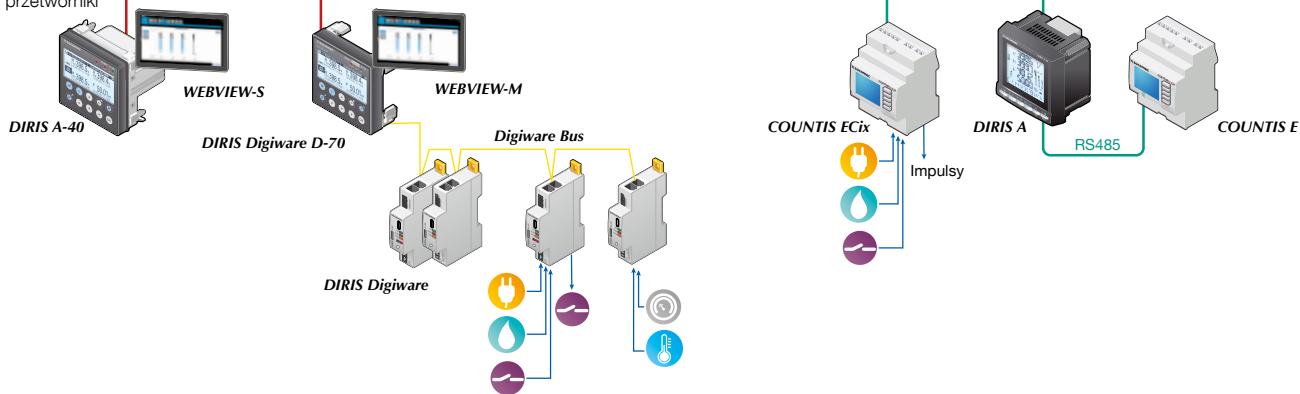 przetworniki
WEBVIEW-S
WEBVIEW-M
DIRIS A-40
DIRIS Digiware D-70
Digiware Bus
COUNTIS ECix
DIRIS A
COUNTIS E
RS485
Impulsy
DIRIS Digiware